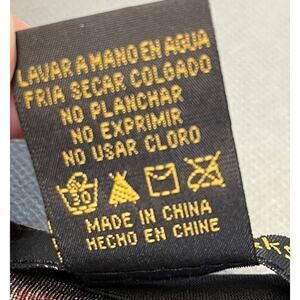 LAVAR A MANO EN AGUA
FRIA SECAR COLGADO
NO PLANCHAR
NO EXPRIMIR
NO USAR CLORO
30
MADE IN CHINA
HECHO EN CHINE